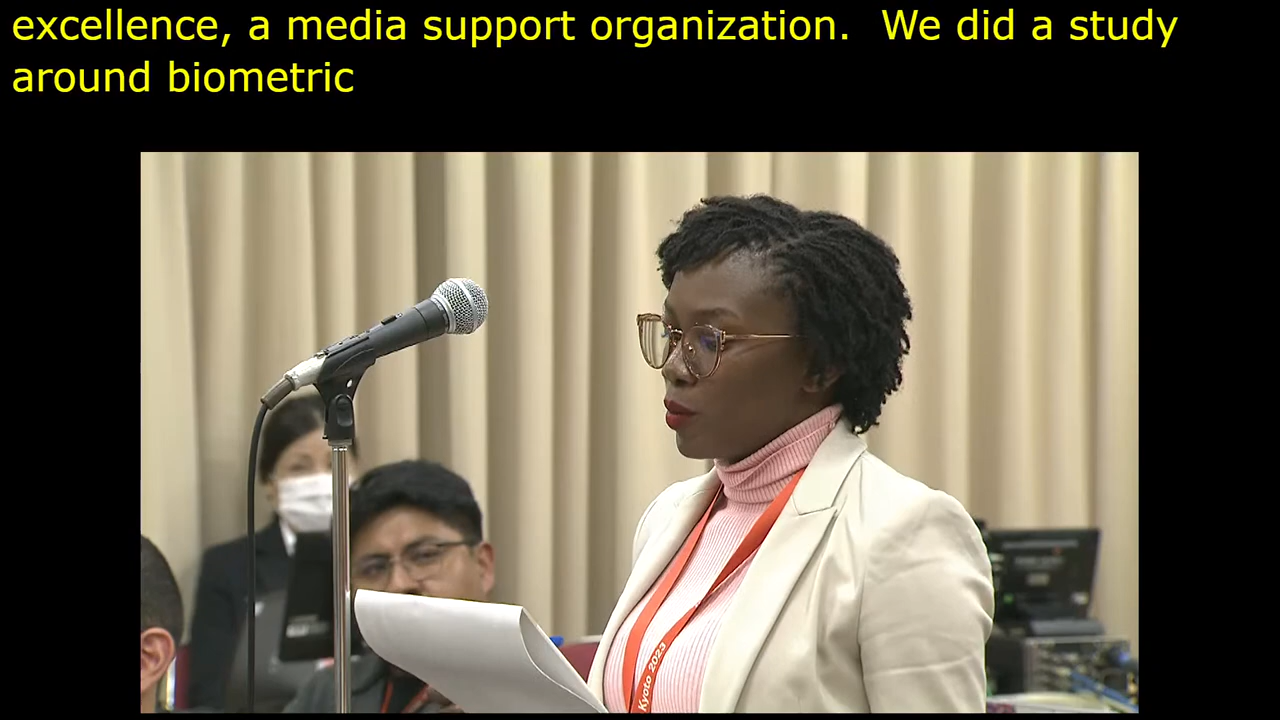 excellence, a media support organization.  We did a study
around biometric
Kyoto 2023